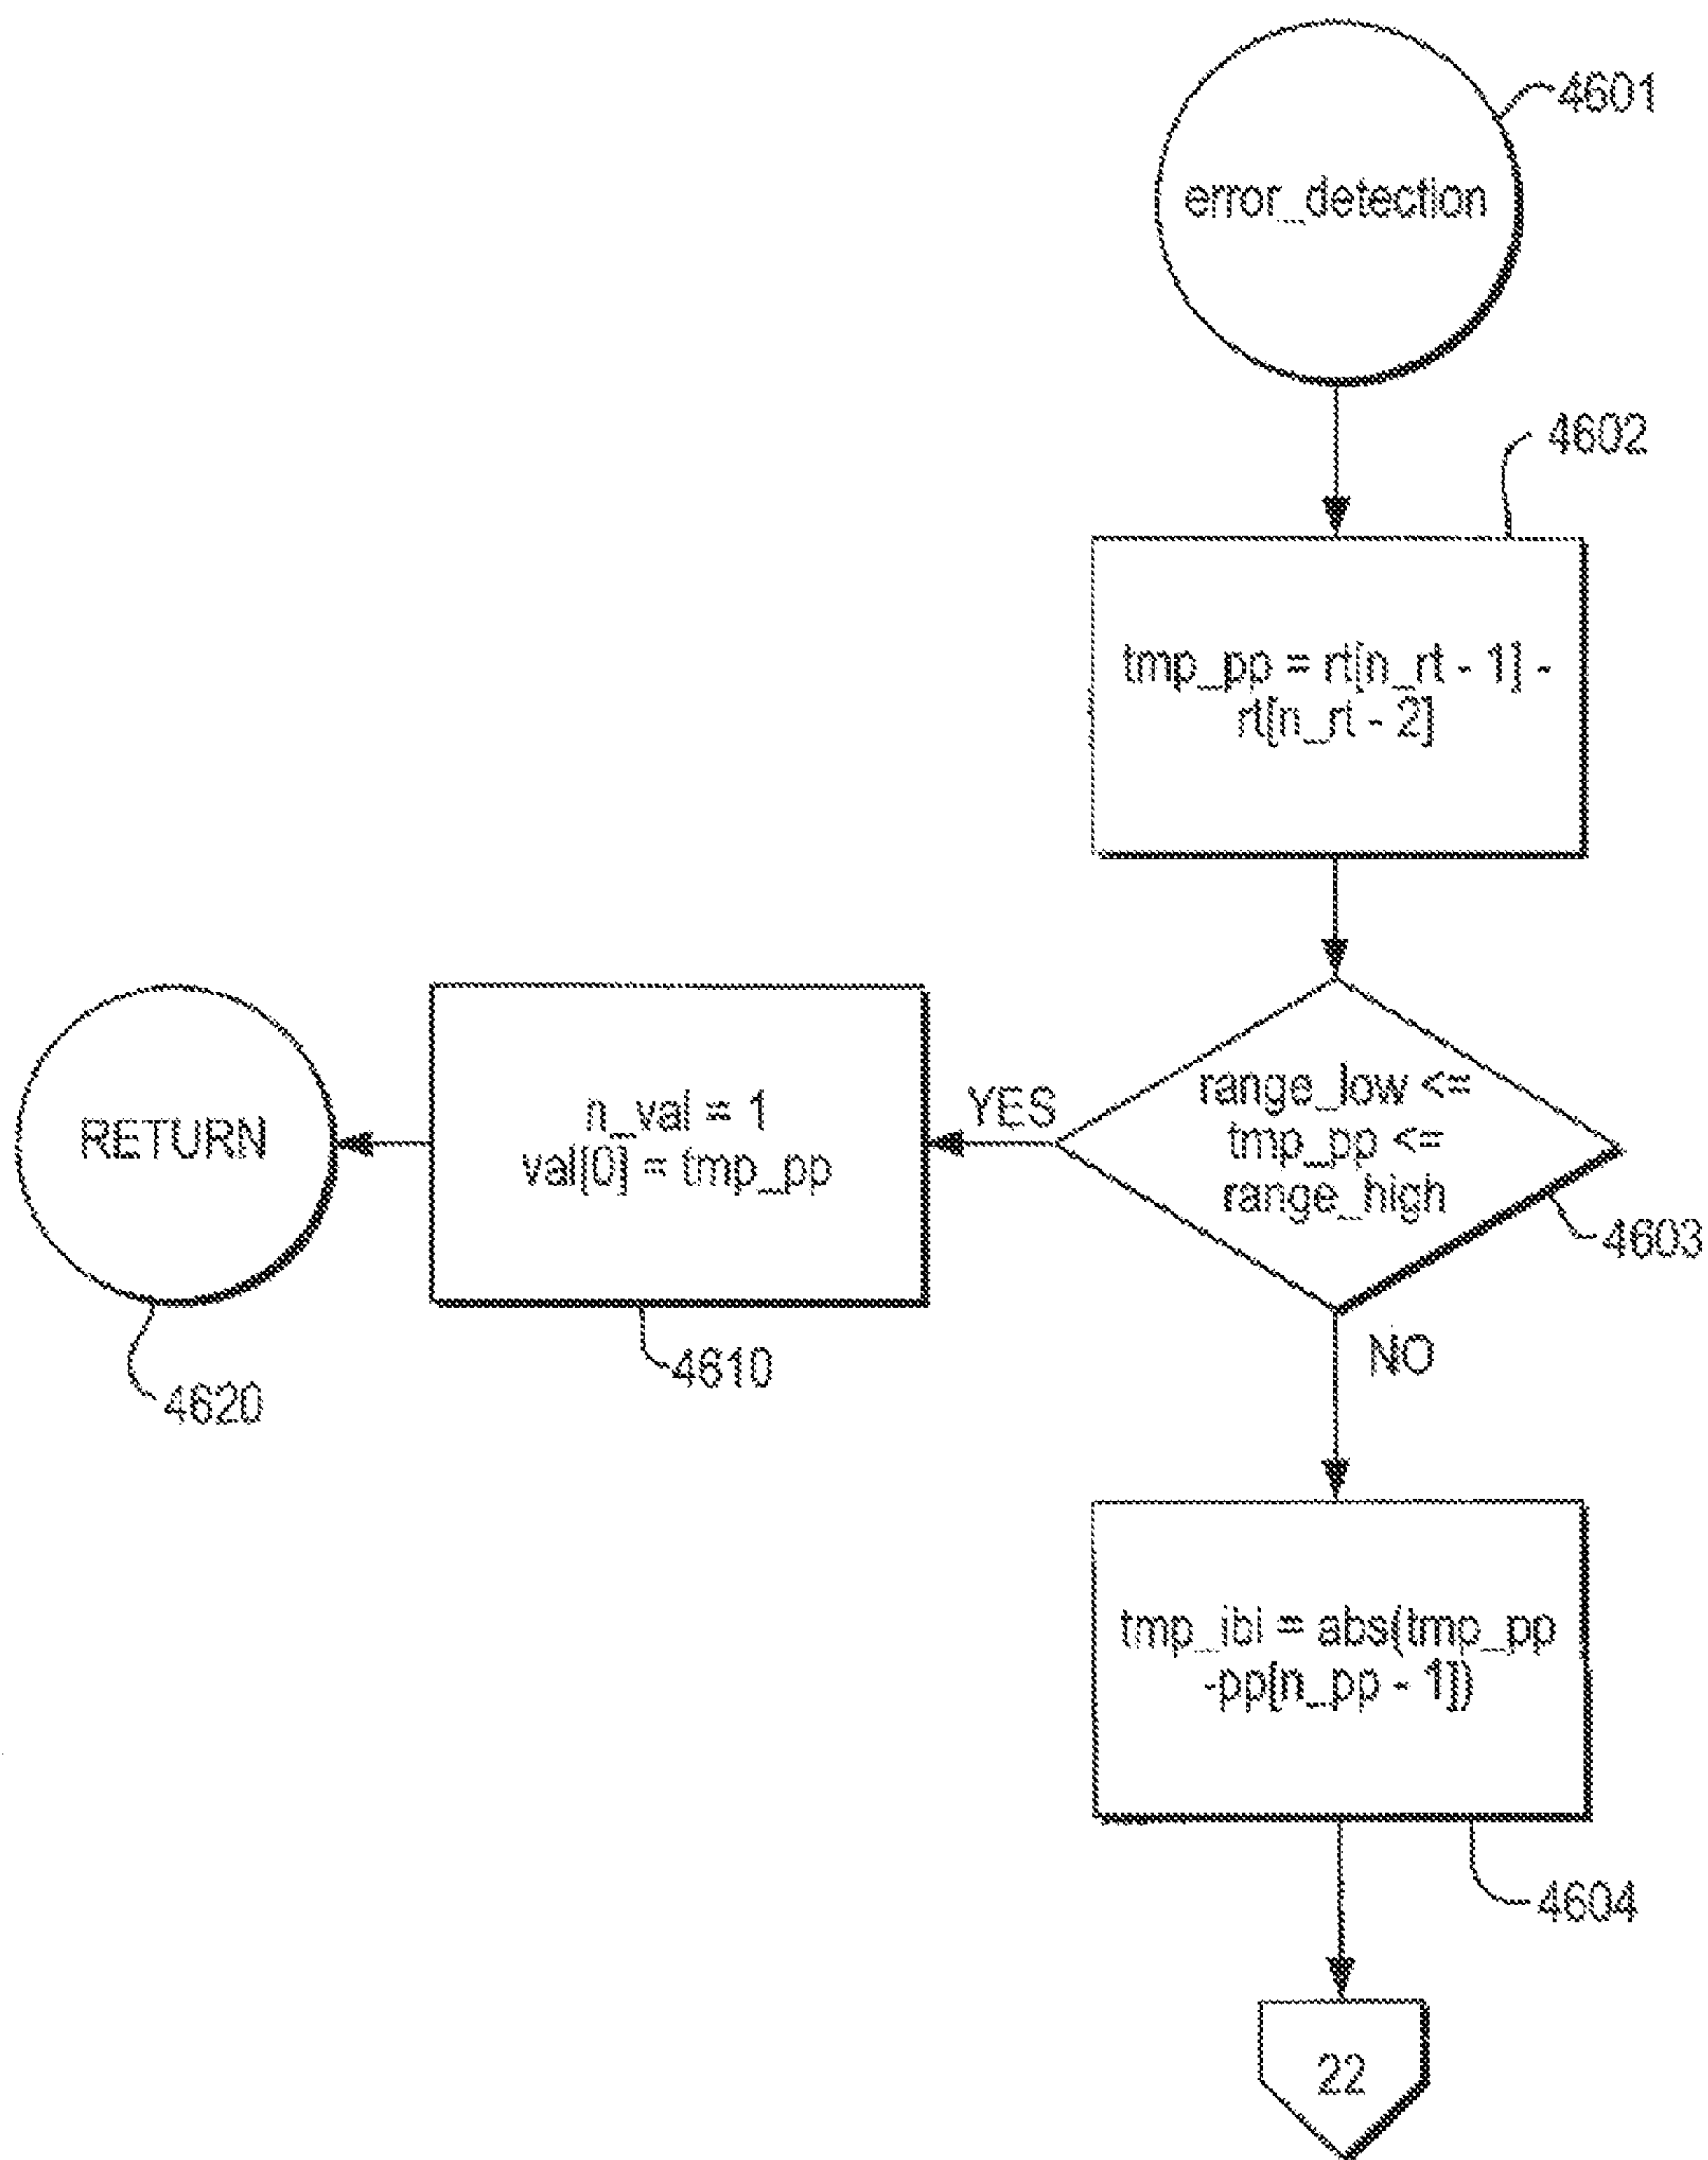 4601
error_detection
4602
tmp_pp = rt[n_rt - 1] -
rt[n_rt - 2]
range_low <=
tmp_pp <=
range_high
4603
YES
n_val = 1
val[0] = tmp_pp
4610
RETURN
4620
NO
tmp_ibi = abs(tmp_pp
-pp[n_pp - 1])
4604
22